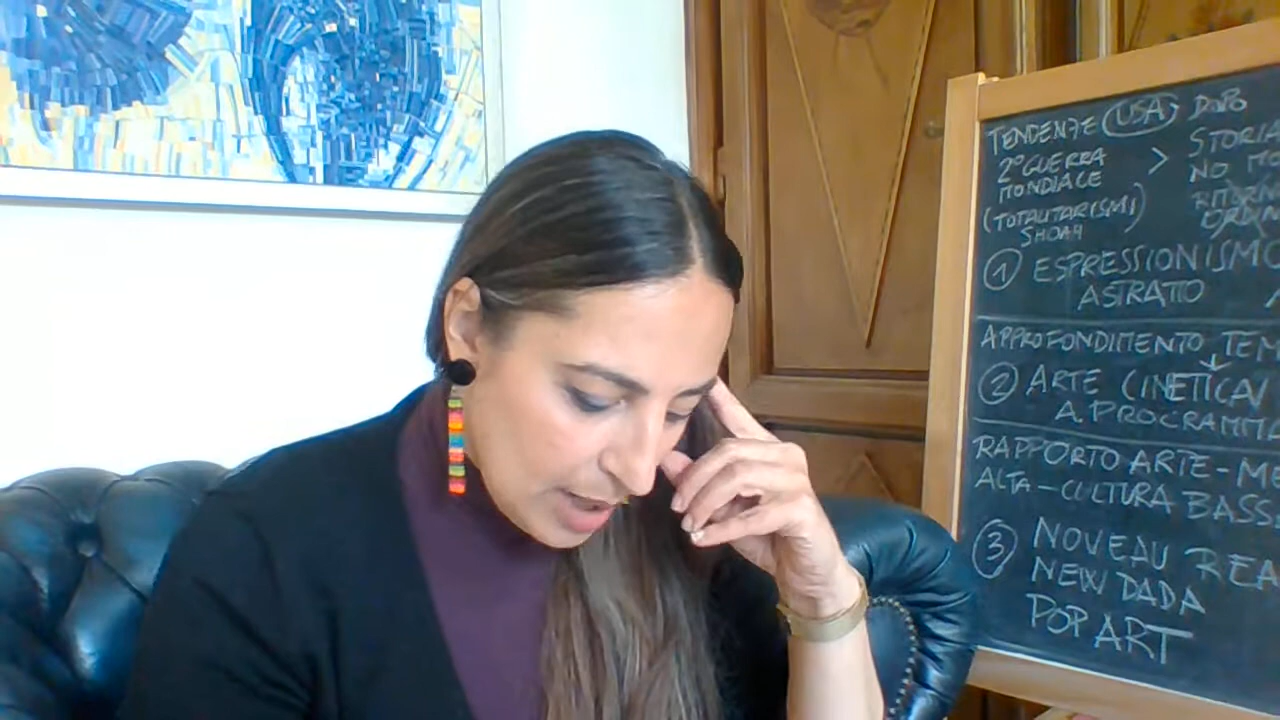 TENDENZE USA DOPO
2° GUERRA > STORIA
MONDIALE NO MO
(TOTALITARISMI) RITORN
SHOAH ORDIN
1 ESPRESSIONISMO
ASTRATTO
APPROFONDIMENTO TEM
2 ARTE CINETICA
A. PROGRAMMA
RAPPORTO ARTE-MO
ALTA-CULTURA BASS
3 NOVEAU REA
NEW DADA
POP ART